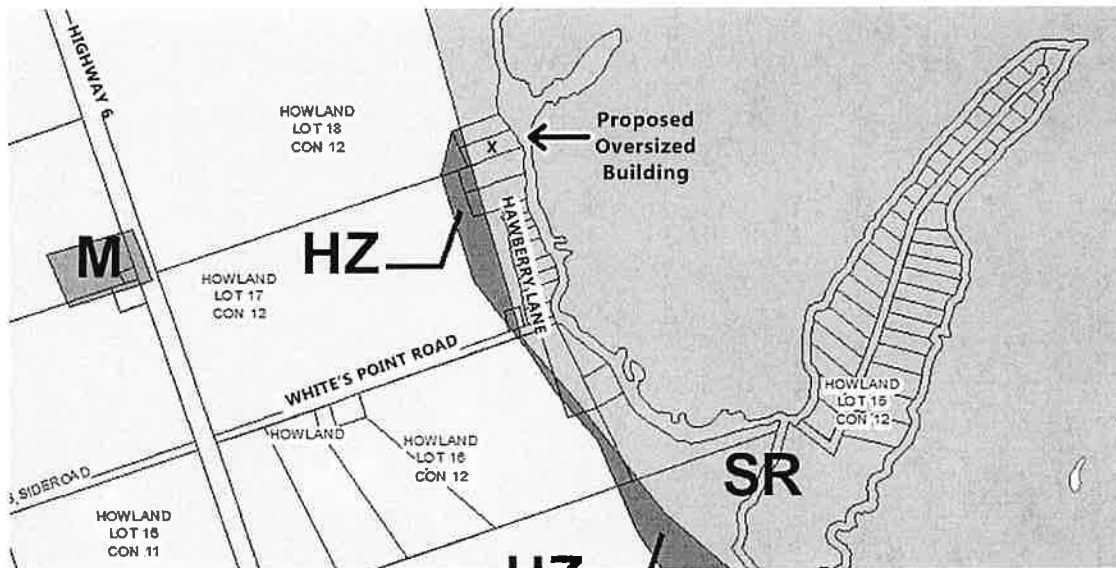 HIGHWAY 6
HOWLAND
LOT 18
CON 12
X
Proposed
Oversized
Building
HAWBERRY LANE
M
HZ
HOWLAND
LOT 17
CON 12
WHITE'S POINT ROAD
HOWLAND
HOWLAND
LOT 16
CON 12
HOWLAND
LOT 15
CON 12
SR
SIDEROAD
HOWLAND
LOT 16
CON 11
HZ